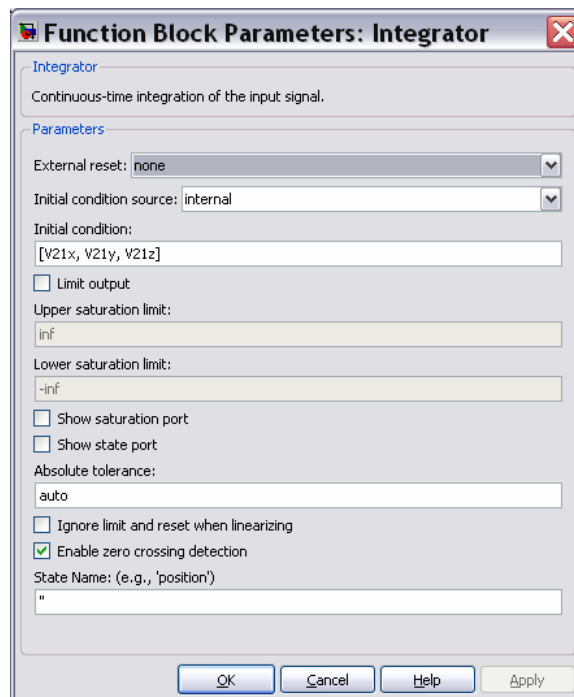 Function Block Parameters: Integrator
Integrator
Continuous-time integration of the input signal.
Parameters
External reset: none
Initial condition source: internal
Initial condition:
[V21x, V21y, V21z]
Limit output
Upper saturation limit:
inf
Lower saturation limit:
-inf
Show saturation port
Show state port
Absolute tolerance:
auto
Ignore limit and reset when linearizing
Enable zero crossing detection
State Name: (e.g., 'position')
''
OK Cancel Help Apply